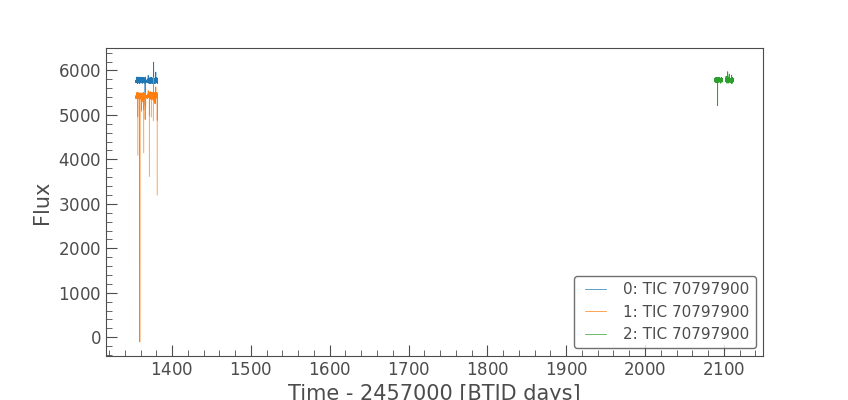 6000
5000
4000
3000
2000
1000
0
Flux
0: TIC 70797900
1: TIC 70797900
2: TIC 70797900
1400 1500 1600 1700 1800 1900 2000 2100
Time - 2457000 [BTJD days]